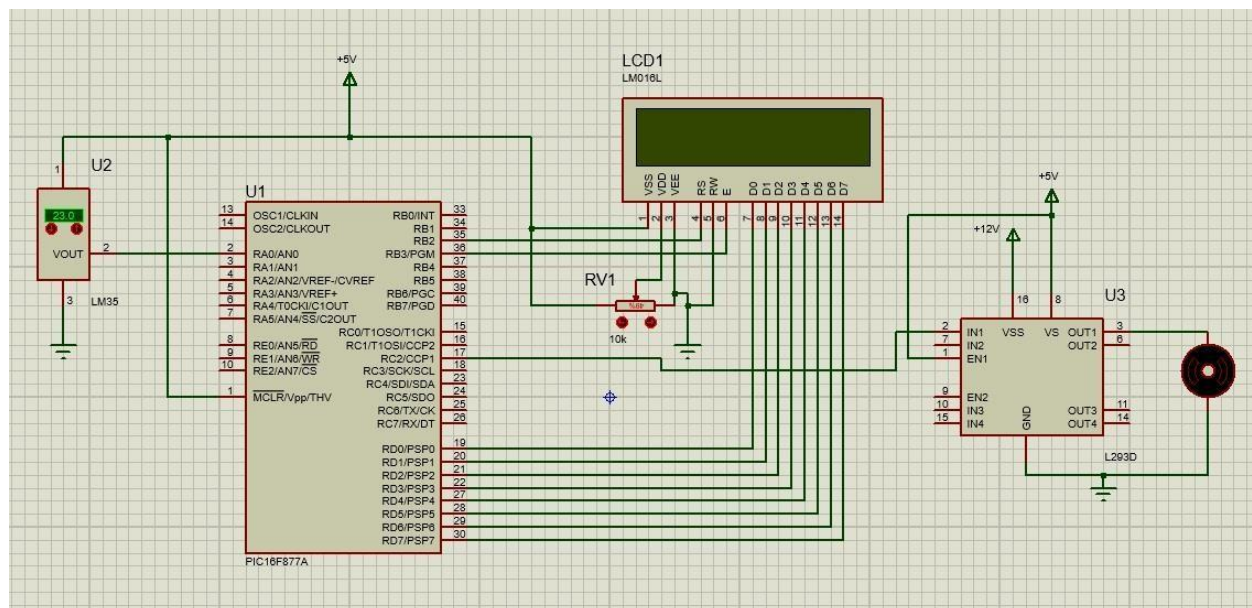 +5V
LCD1
LM016L
VSS VDD VEE RS RW E D0 D1 D2 D3 D4 D5 D6 D7
1 2 3 4 5 6 7 8 9 10 11 12 13 14
U2
1
23.0
VOUT 2
3
LM35
U1
13 OSC1/CLKIN RB0/INT 33
14 OSC2/CLKOUT RB1 34
RB2 35
2 RA0/AN0 RB3/PGM 36
3 RA1/AN1 RB4 37
4 RA2/AN2/VREF-/CVREF RB5 38
5 RA3/AN3/VREF+ RB6/PGC 39
6 RA4/T0CKI/C1OUT RB7/PGD 40
7 RA5/AN4/SS/C2OUT
RC0/T1OSO/T1CKI 15
8 RE0/AN5/RD RC1/T1OSI/CCP2 16
9 RE1/AN6/WR RC2/CCP1 17
10 RE2/AN7/CS RC3/SCK/SCL 18
RC4/SDI/SDA 23
1 MCLR/Vpp/THV RC5/SDO 24
RC6/TX/CK 25
RC7/RX/DT 26
RD0/PSP0 19
RD1/PSP1 20
RD2/PSP2 21
RD3/PSP3 22
RD4/PSP4 27
RD5/PSP5 28
RD6/PSP6 29
RD7/PSP7 30
PIC16F877A
RV1
10k
+5V
+12V
16 8
U3
VSS VS
2 IN1 OUT1 3
7 IN2 OUT2 6
1 EN1
9 EN2
10 IN3 OUT3 11
15 IN4 OUT4 14
GND
L293D